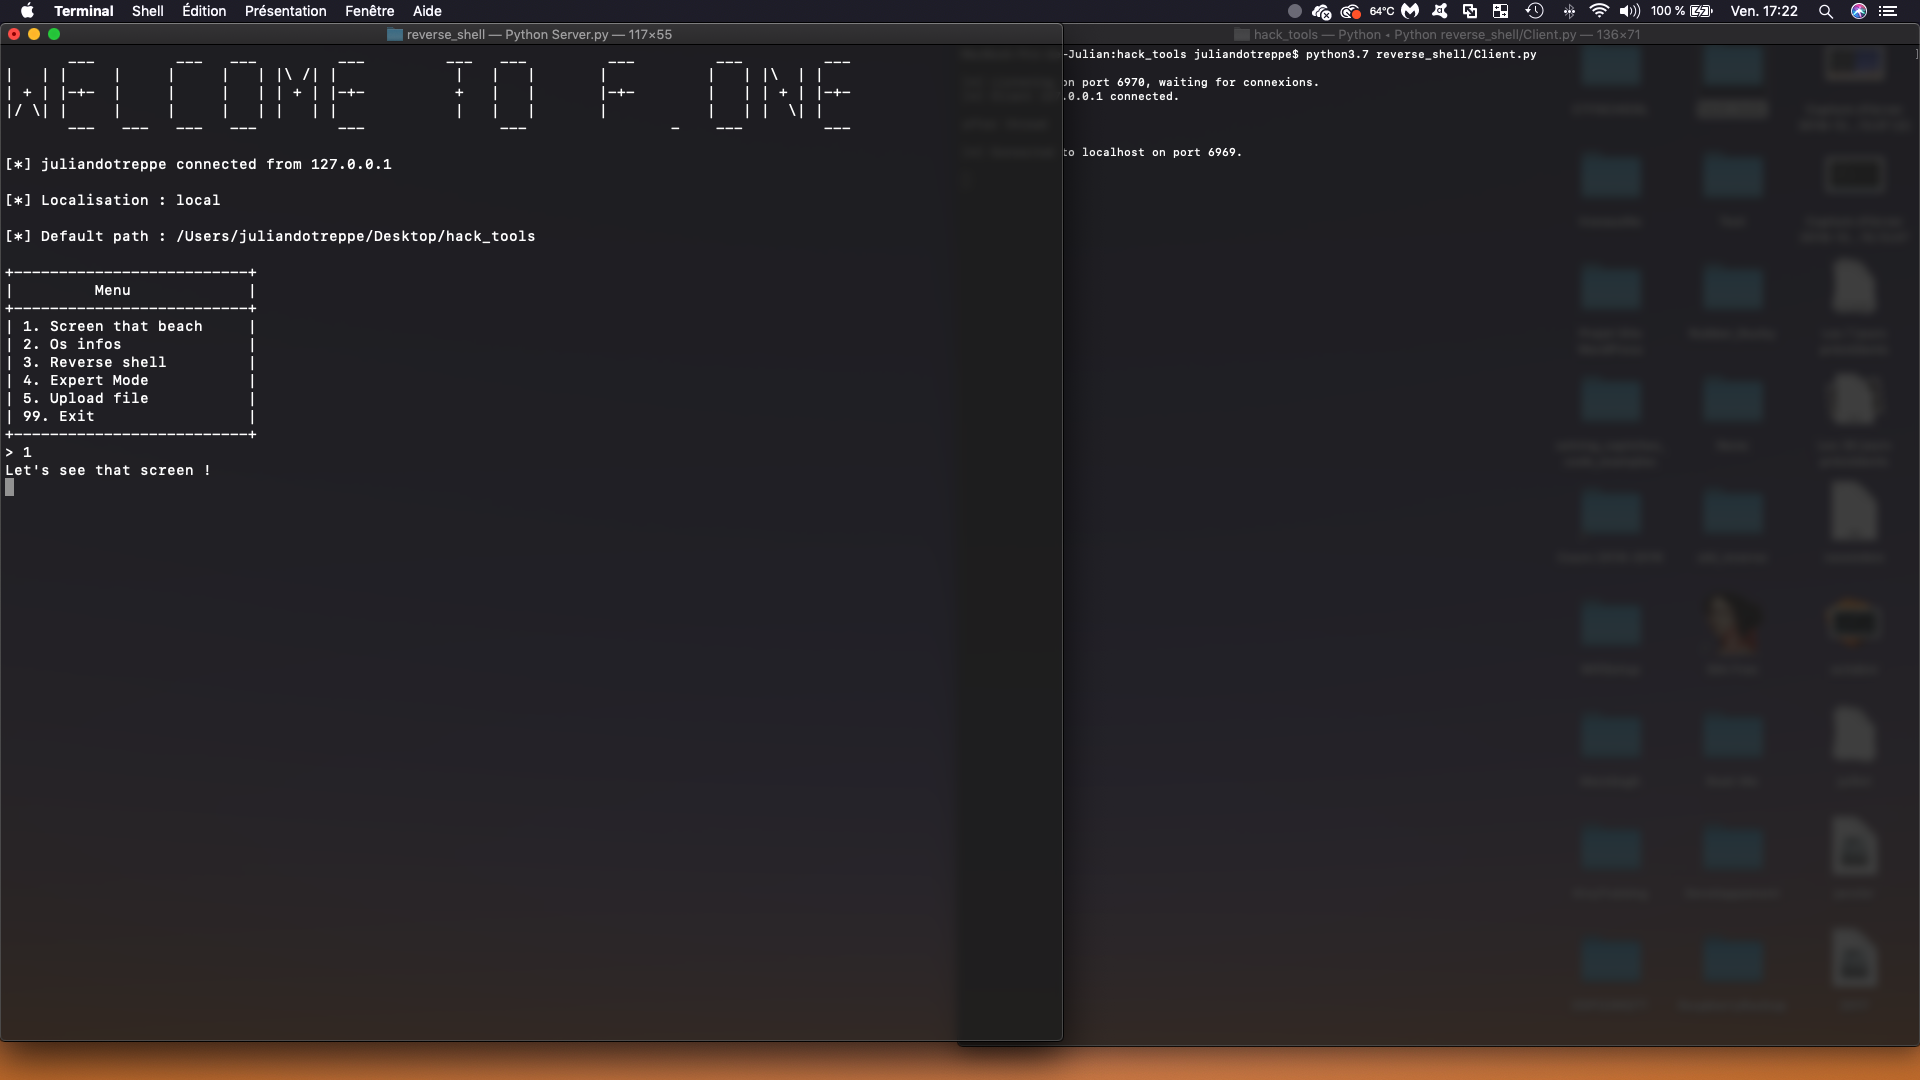 Terminal Shell Édition Présentation Fenêtre Aide 64°C 100 % Ven. 17:22
reverse_shell — Python Server.py — 117×55
WELCOME TO F_ONE
[*] juliandotreppe connected from 127.0.0.1
[*] Localisation : local
[*] Default path : /Users/juliandotreppe/Desktop/hack_tools
Menu
1. Screen that beach
2. Os infos
3. Reverse shell
4. Expert Mode
5. Upload file
99. Exit
> 1
Let's see that screen !
hack_tools — Python • Python reverse_shell/Client.py — 136×71
-Julian:hack_tools juliandotreppe$ python3.7 reverse_shell/Client.py
on port 6970, waiting for connexions.
.0.0.1 connected.
to localhost on port 6969.